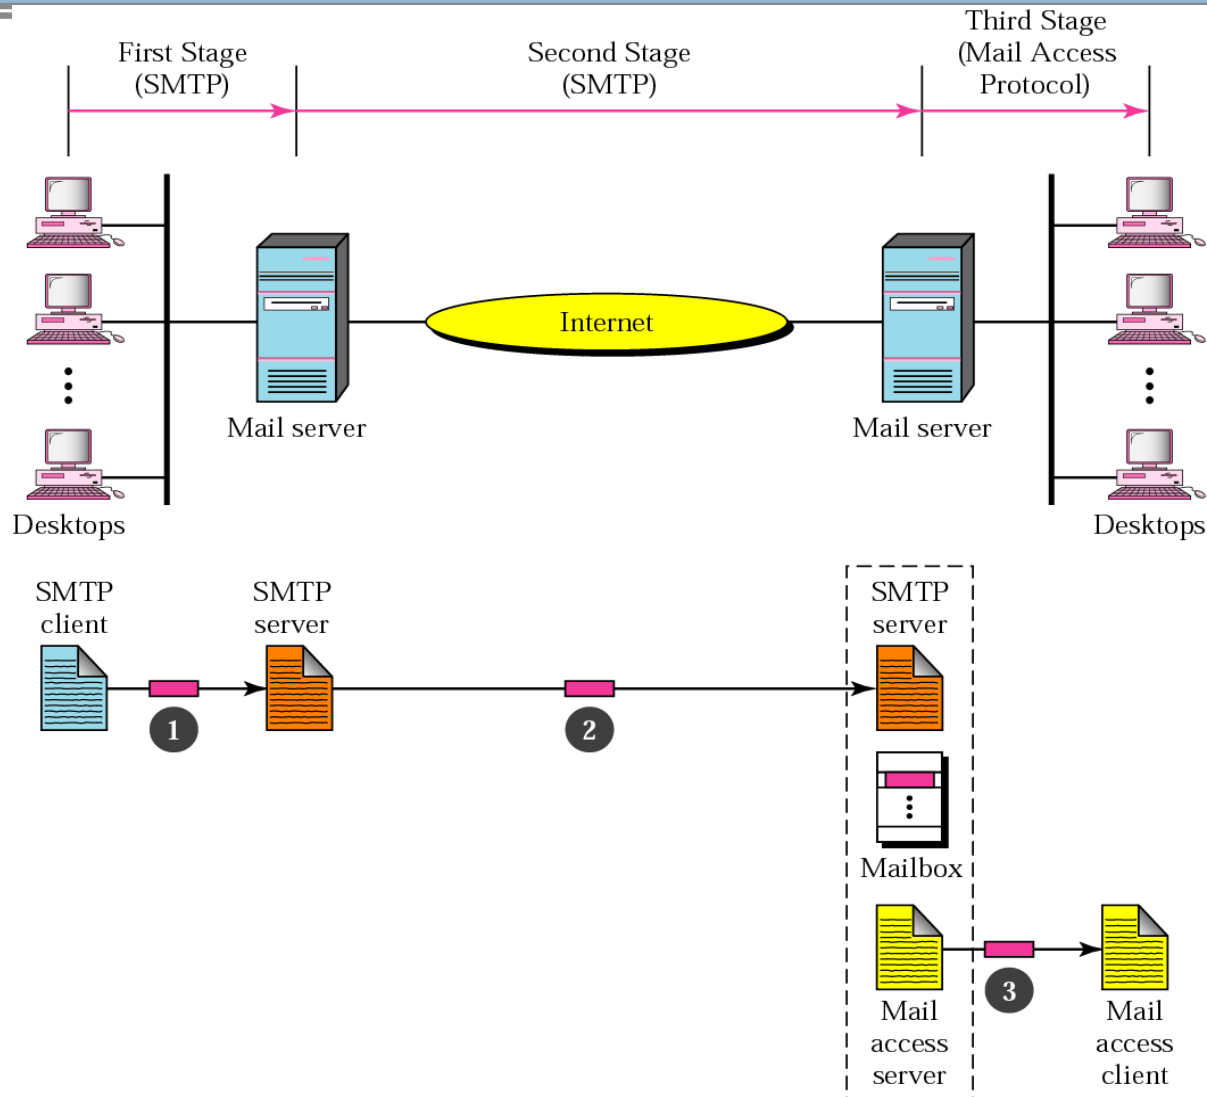 First Stage
(SMTP)
Second Stage
(SMTP)
Third Stage
(Mail Access
Protocol)
Internet
Mail server
Mail server
Desktops
Desktops
SMTP
client
SMTP
server
SMTP
server
1
2
Mailbox
3
Mail
access
server
Mail
access
client